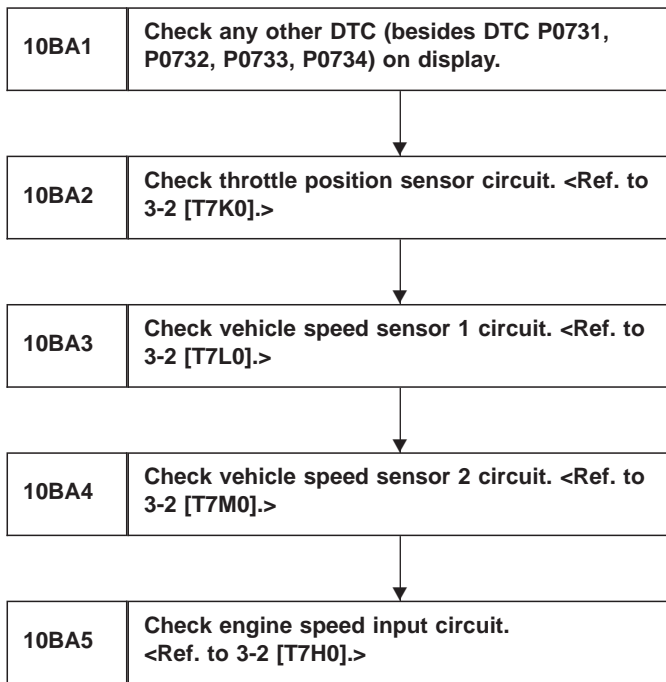 10BA1
Check any other DTC (besides DTC P0731,
P0732, P0733, P0734) on display.
10BA2
Check throttle position sensor circuit. <Ref. to
3-2 [T7K0].>
10BA3
Check vehicle speed sensor 1 circuit. <Ref. to
3-2 [T7L0].>
10BA4
Check vehicle speed sensor 2 circuit. <Ref. to
3-2 [T7M0].>
10BA5
Check engine speed input circuit.
<Ref. to 3-2 [T7H0].>